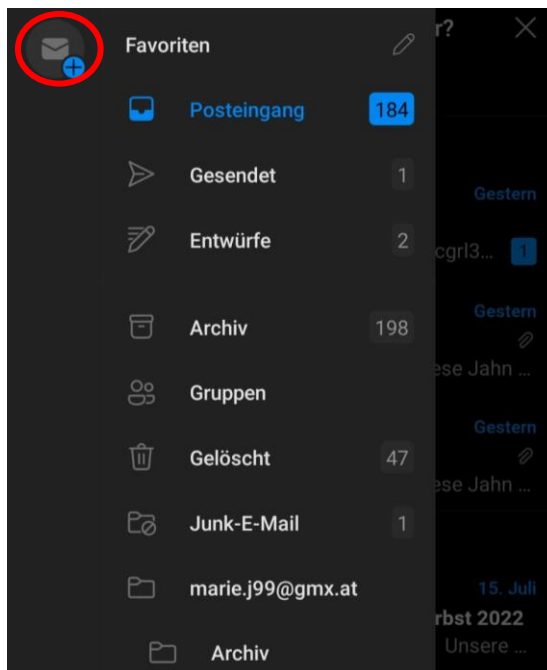 Favoriten
r?
Posteingang 184
Gesendet 1
Gestern
Entwürfe 2
cgrl3... 1
Archiv 198
Gestern
ese Jahn ...
Gruppen
Gestern
Gelöscht 47
ese Jahn ...
Junk-E-Mail 1
marie.j99@gmx.at
15. Juli
rbst 2022
Archiv
Unsere ...